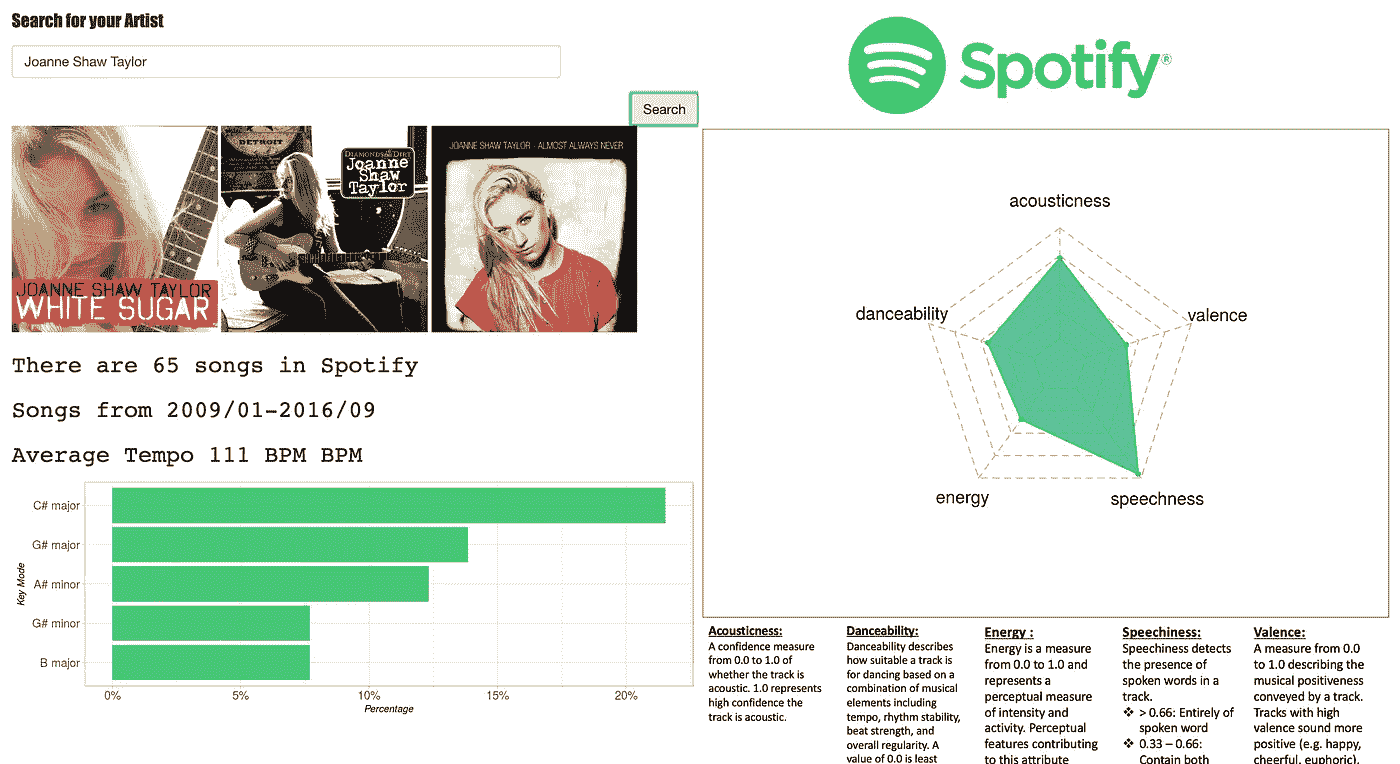 Search for your Artist
Joanne Shaw Taylor
Search
Spotify®
JOANNE SHAW TAYLOR
WHITE SUGAR
DETROIT
DIAMONDS IN THE DIRT
Joanne
Shaw
Taylor
JOANNE SHAW TAYLOR - ALMOST ALWAYS NEVER
There are 65 songs in Spotify
Songs from 2009/01-2016/09
Average Tempo 111 BPM BPM
Key Mode
C# major
G# major
A# minor
G# minor
B major
0% 5% 10% 15% 20%
Percentage
acousticness
danceability
valence
energy
speechness
Acousticness:
A confidence measure
from 0.0 to 1.0 of
whether the track is
acoustic. 1.0 represents
high confidence the
track is acoustic.
Danceability:
Danceability describes
how suitable a track is
for dancing based on a
combination of musical
elements including
tempo, rhythm stability,
beat strength, and
overall regularity. A
value of 0.0 is least
Energy :
Energy is a measure
from 0.0 to 1.0 and
represents a
perceptual measure
of intensity and
activity. Perceptual
features contributing
to this attribute
Speechiness:
Speechiness detects
the presence of
spoken words in a
track.
❖ > 0.66: Entirely of
spoken word
❖ 0.33 – 0.66:
Contain both
Valence:
A measure from 0.0
to 1.0 describing the
musical positiveness
conveyed by a track.
Tracks with high
valence sound more
positive (e.g. happy,
cheerful, euphoric),